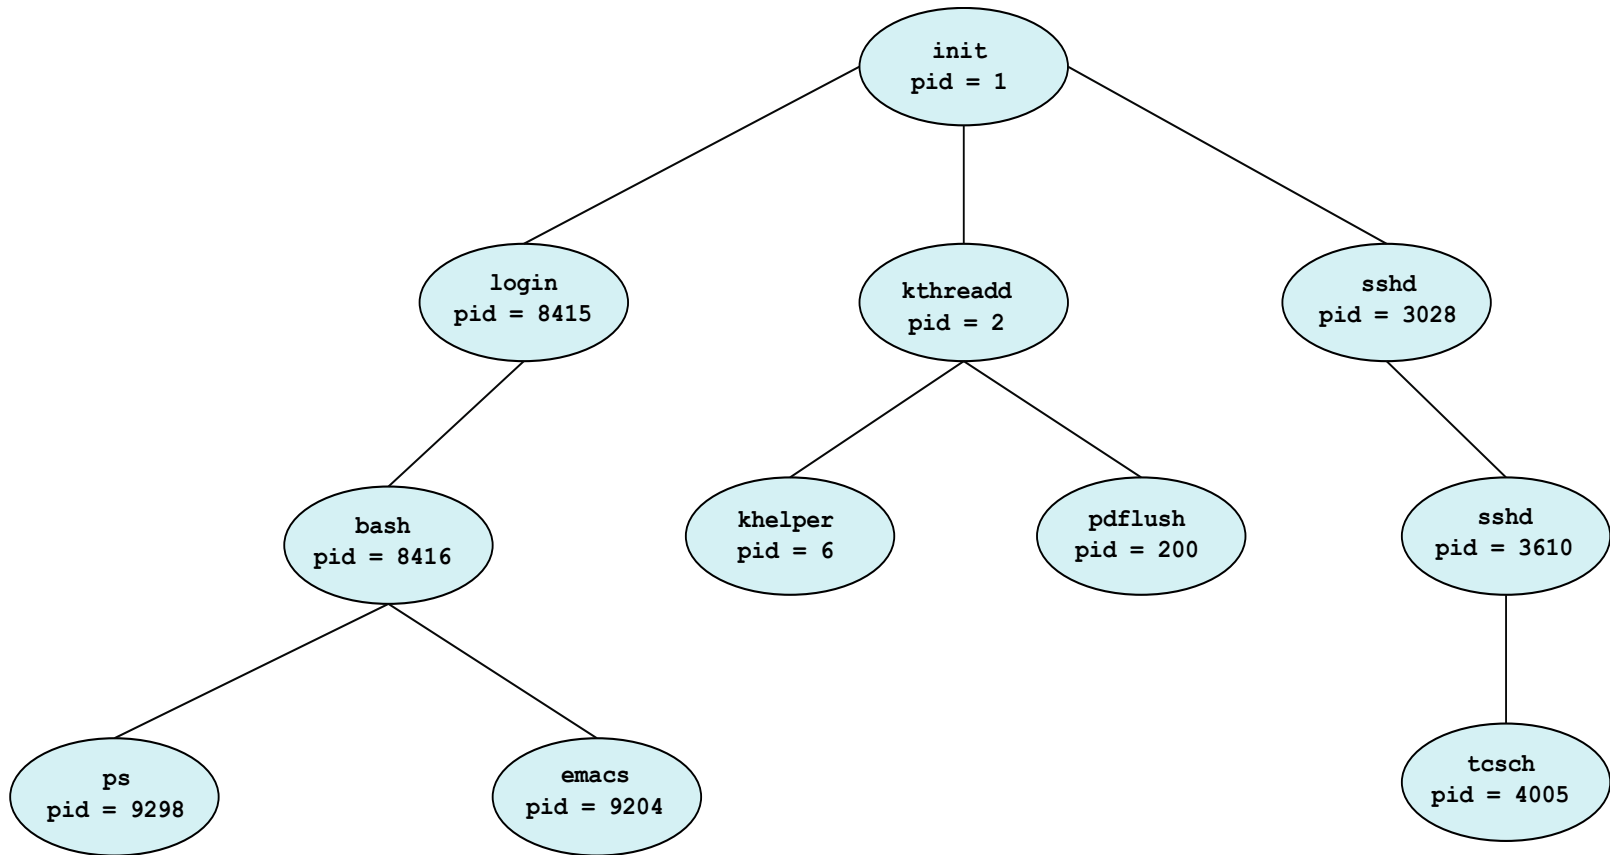 init
pid = 1
login
pid = 8415
kthreadd
pid = 2
sshd
pid = 3028
bash
pid = 8416
khelper
pid = 6
pdflush
pid = 200
sshd
pid = 3610
ps
pid = 9298
emacs
pid = 9204
tcsch
pid = 4005